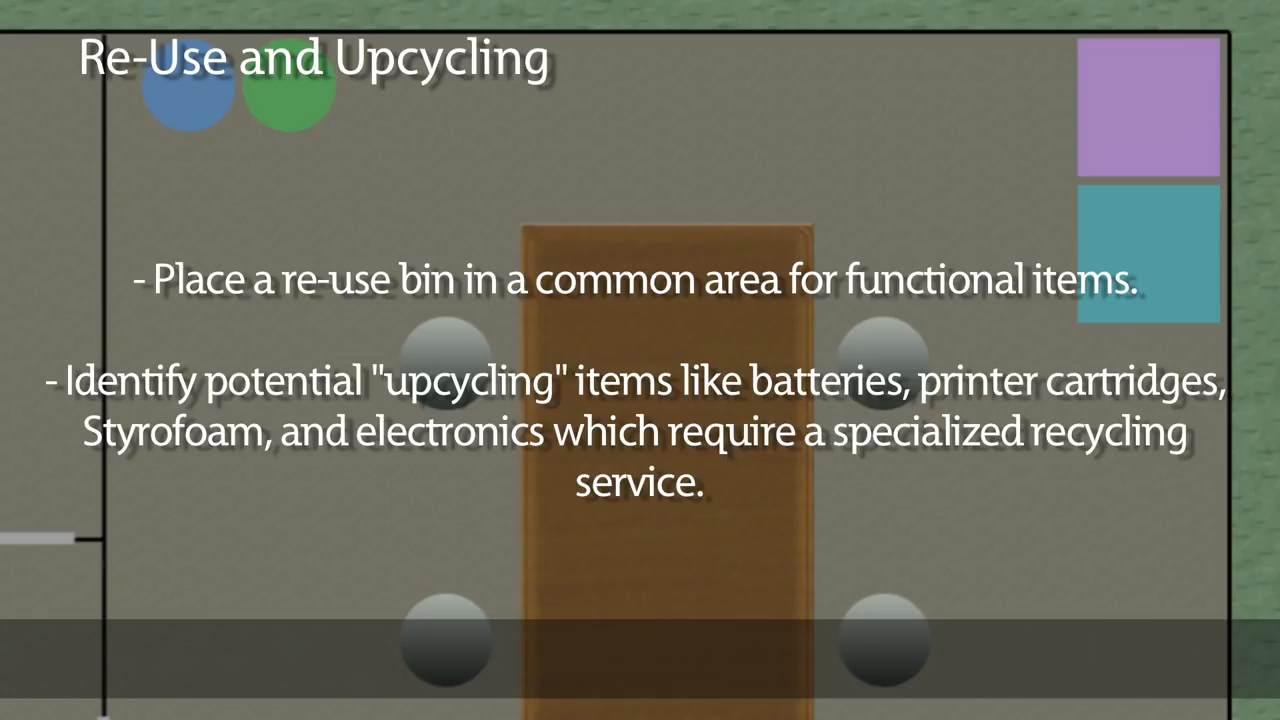 Re-Use and Upcycling
- Place a re-use bin in a common area for functional items.
- Identify potential "upcycling" items like batteries, printer cartridges,
Styrofoam, and electronics which require a specialized recycling
service.